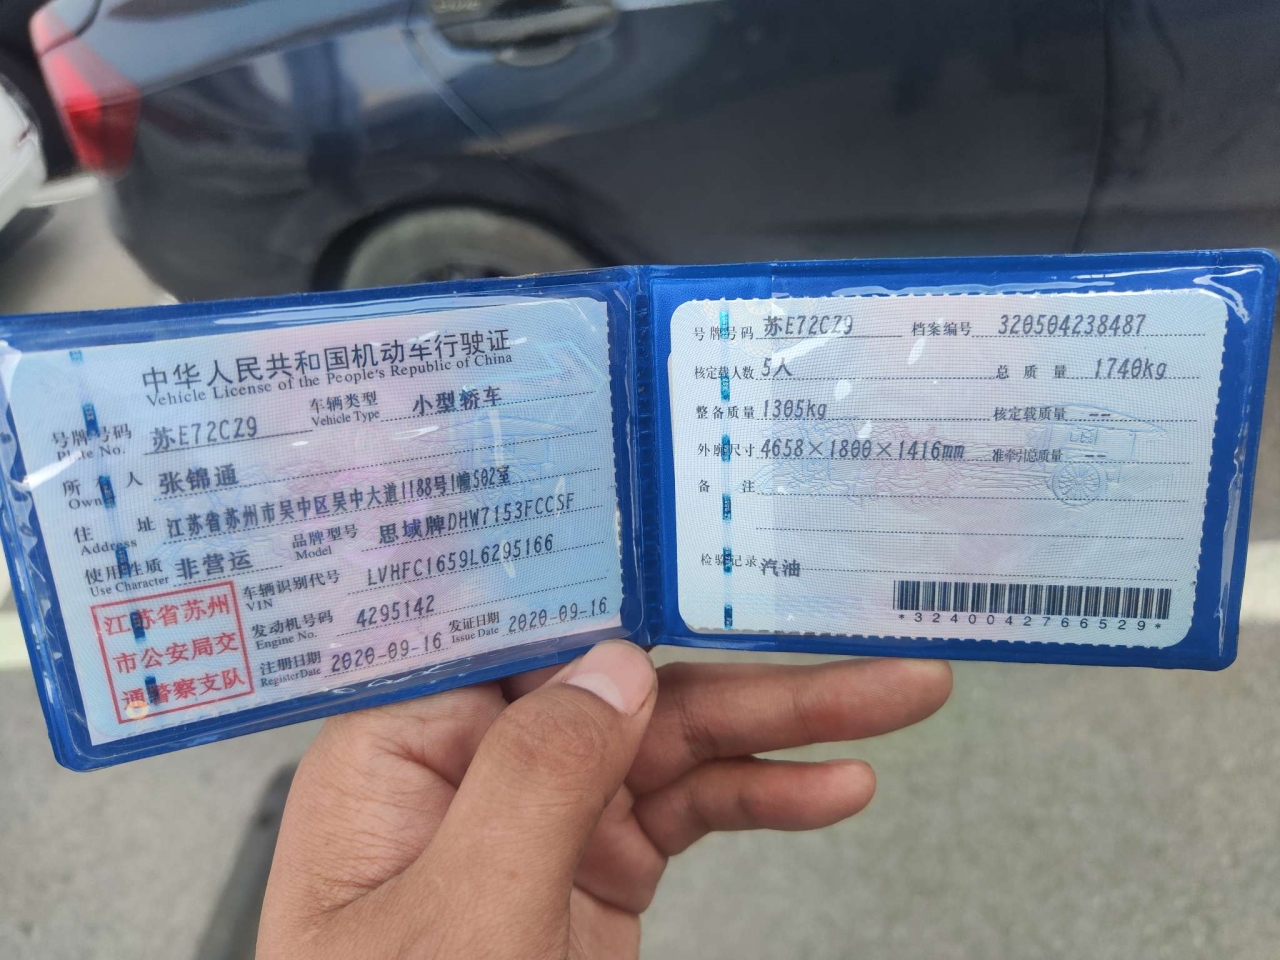 中华人民共和国机动车行驶证
Vehicle License of the People's Republic of China
号牌号码 苏E72CZ9 车辆类型 小型轿车
Plate No. Vehicle Type
所有人 张锦通
Owner
住址 江苏省苏州市吴中区吴中大道1188号1幢502室
Address
使用性质 非营运 品牌型号 思域牌DHW7153FCCSF
Use Character Model
车辆识别代号 LVHFC1659L6295166
VIN
发动机号码 4295142
Engine No.
注册日期 2020-09-16 发证日期 2020-09-16
Register Date Issue Date
江苏省苏州
市公安局交
通警察支队
号牌号码 苏E72CZ9 档案编号 320504238487
核定载人数 5人 总质量 1740kg
整备质量 1305kg 核定载质量 --
外廓尺寸 4658×1800×1416mm 准牵引总质量 --
备注
检验记录 汽油
*3240042766529*